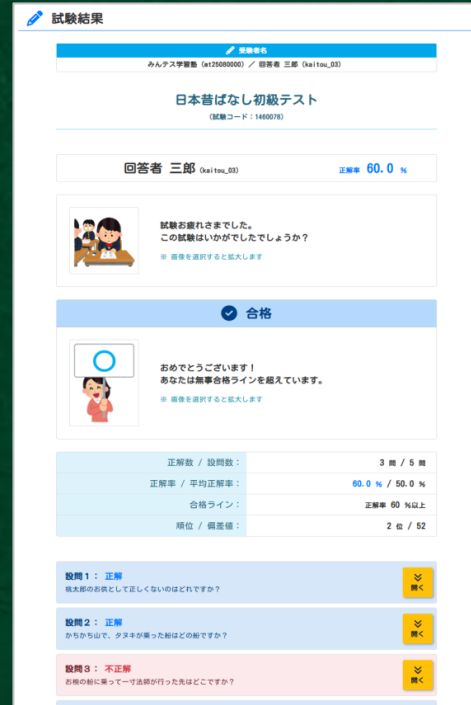 試験結果
受験者名
みんテス学習塾 (mt25080000) ／ 回答者 三郎 (kaitou_03)
日本昔ばなし初級テスト
(試験コード：1460078)
回答者 三郎 (kaitou_03) 正解率 60.0 %
試験お疲れさまでした。
この試験はいかがでしたでしょうか？
※ 画像を選択すると拡大します
合格
おめでとうございます！
あなたは無事合格ラインを超えています。
※ 画像を選択すると拡大します
正解数 / 設問数： 3 問 / 5 問
正解率 / 平均正解率： 60.0 % / 50.0 %
合格ライン： 正解率 60 %以上
順位 / 偏差値： 2 位 / 52
設問1： 正解
桃太郎のお供として正しくないのはどれですか？
開く
設問2： 正解
かちかち山で、タヌキが乗った船はどの船ですか？
開く
設問3： 不正解
お椀の船に乗って一寸法師が行った先はどこですか？
開く